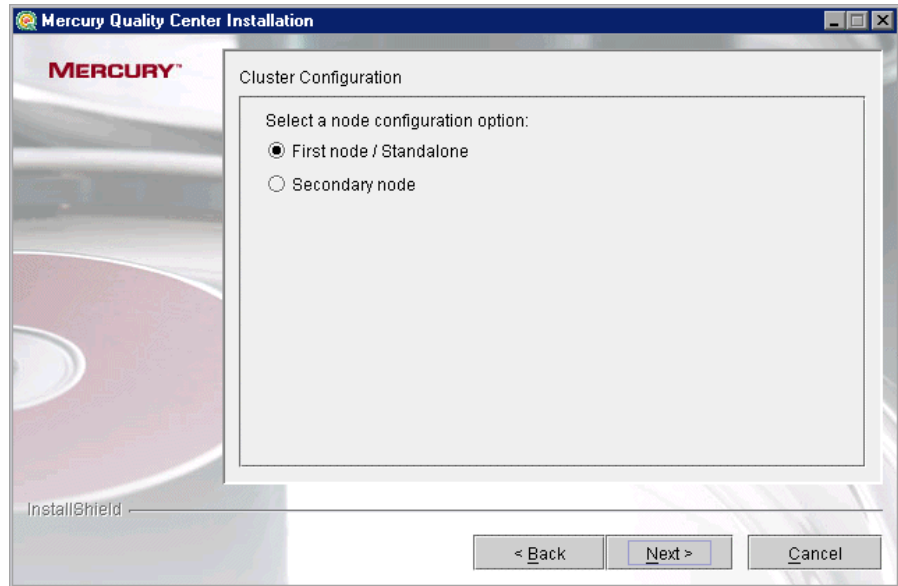 Mercury Quality Center Installation
MERCURY™
Cluster Configuration
Select a node configuration option:
First node / Standalone
Secondary node
InstallShield
< Back
Next >
Cancel